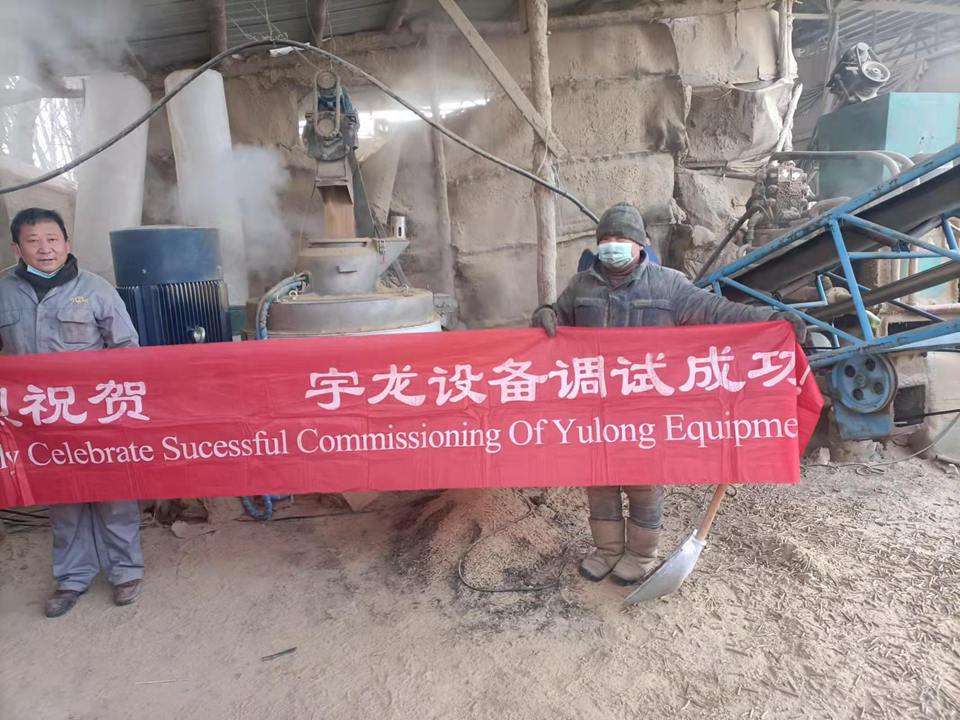 祝贺 宇龙设备调试成功
ly Celebrate Sucessful Commissioning Of Yulong Equipme